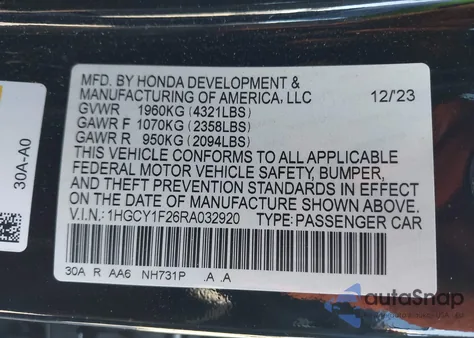 MFD. BY HONDA DEVELOPMENT &
MANUFACTURING OF AMERICA, LLC 12/23
GVWR 1960KG (4321LBS)
GAWR F 1070KG (2358LBS)
GAWR R 950KG (2094LBS)
THIS VEHICLE CONFORMS TO ALL APPLICABLE
FEDERAL MOTOR VEHICLE SAFETY, BUMPER,
AND THEFT PREVENTION STANDARDS IN EFFECT
ON THE DATE OF MANUFACTURE SHOWN ABOVE.
V.I.N.: 1HGCY1F26RA032920 TYPE: PASSENGER CAR
30A R AA6 NH731P .A .A
30A-A0
autoSnap